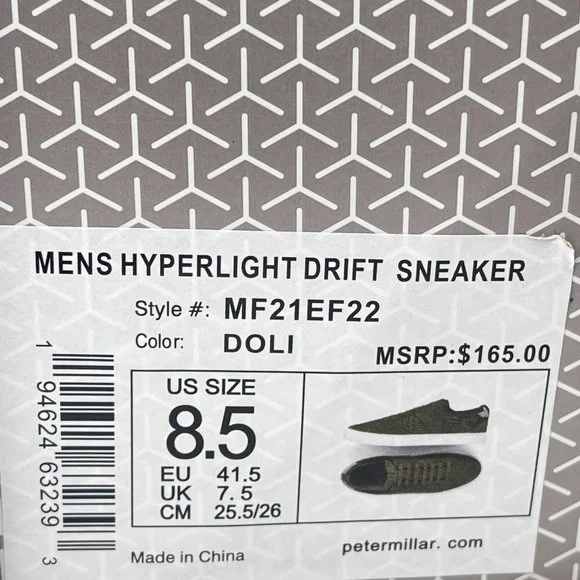 MENS HYPERLIGHT DRIFT SNEAKER
Style #: MF21EF22
Color: DOLI
MSRP:$165.00
1 94624 63239 3
US SIZE
8.5
EU 41.5
UK 7.5
CM 25.5/26
Made in China
petermillar. com